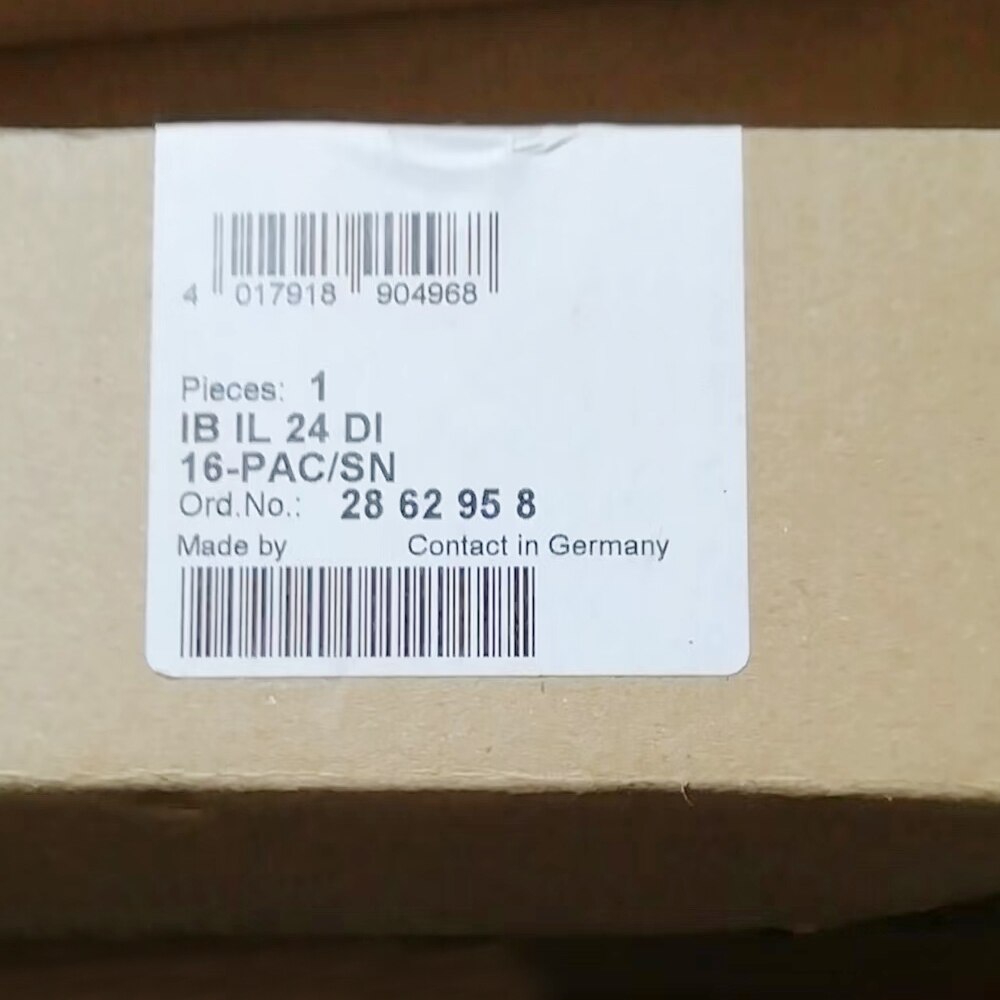 4 017918 904968
Pieces: 1
IB IL 24 DI
16-PAC/SN
Ord.No.: 28 62 95 8
Made by Contact in Germany